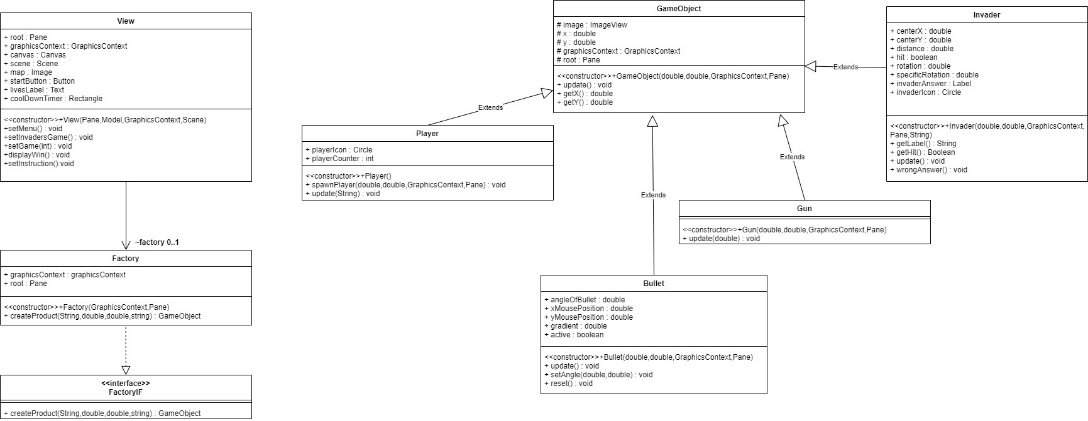 View
+ root : Pane
+ graphicsContext : GraphicsContext
+ canvas : Canvas
+ scene : Scene
+ map : Image
+ startButton : Button
+ livesLabel : Text
+ coolDownTimer : Rectangle
<<constructor>>+View(Pane,Model,GraphicsContext,Scene)
+setMenu() : void
+setInvadersGame() : void
+setGame(int) : void
+displayWin() : void
+setInstruction():void
~factory 0..1
Factory
+ graphicsContext : graphicsContext
+ root : Pane
<<constructor>>+Factory(GraphicsContext,Pane)
+ createProduct(String,double,double,string) : GameObject
<<interface>>
FactoryIF
+ createProduct(String,double,double,string) : GameObject
GameObject
# image : ImageView
# x : double
# y : double
# graphicsContext : GraphicsContext
# root : Pane
<<constructor>>+GameObject(double,double,GraphicsContext,Pane)
+ update() : void
+ getX() : double
+ getY() : double
Extends
Player
+ playerIcon : Circle
+ playerCounter : int
<<constructor>>+Player()
+ spawnPlayer(double,double,GraphicsContext,Pane) : void
+ update(String) : void
Extends
Bullet
+ angleOfBullet : double
+ xMousePosition : double
+ yMousePosition : double
+ gradient : double
+ active : boolean
<<constructor>>+Bullet(double,double,GraphicsContext,Pane)
+ update() : void
+ setAngle(double,double) : void
+ reset() : void
Extends
Gun
<<constructor>>+Gun(double,double,GraphicsContext,Pane)
+ update(double) : void
Extends
Invader
+ centerX : double
+ centerY : double
+ distance : double
+ hit : boolean
+ rotation : double
+ specificRotation : double
+ invaderAnswer : Label
+ invaderIcon : Circle
<<constructor>>+Invader(double,double,GraphicsContext,
Pane,String)
+ getLabel() : String
+ getHit() : Boolean
+ update() : void
+ wrongAnswer() : void